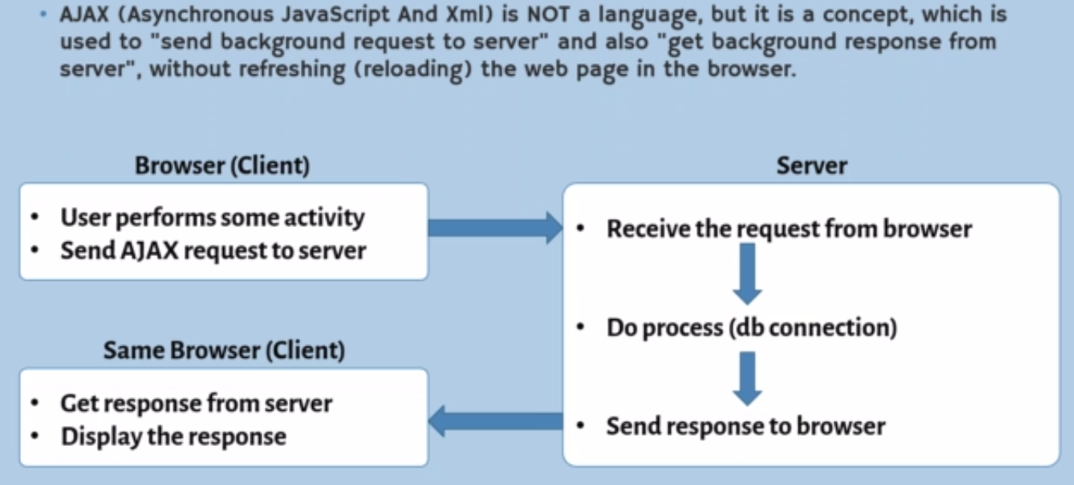 • AJAX (Asynchronous JavaScript And Xml) is NOT a language, but it is a concept, which is
used to "send background request to server" and also "get background response from
server", without refreshing (reloading) the web page in the browser.
Browser (Client)
• User performs some activity
• Send AJAX request to server
Server
• Receive the request from browser
• Do process (db connection)
• Send response to browser
Same Browser (Client)
• Get response from server
• Display the response